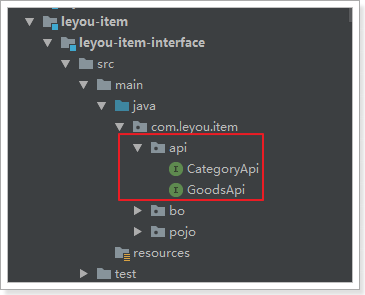 leyou-item
leyou-item-interface
src
main
java
com.leyou.item
api
CategoryApi
GoodsApi
bo
pojo
resources
test